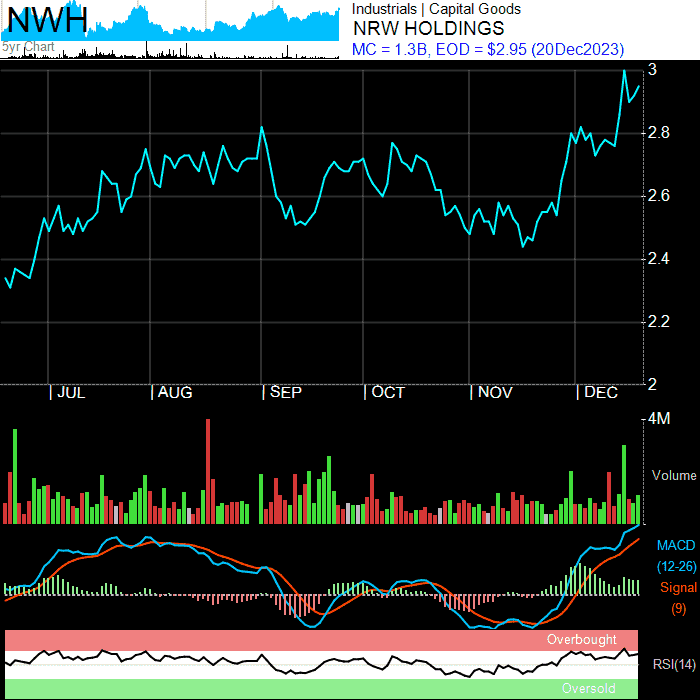 NWH
5yr Chart
Industrials | Capital Goods
NRW HOLDINGS
MC = 1.3B, EOD = $2.95 (20Dec2023)
3
2.8
2.6
2.4
2.2
2
| JUL | AUG | SEP | OCT | NOV | DEC
4M
Volume
MACD
(12-26)
Signal
(9)
Overbought
RSI(14)
Oversold